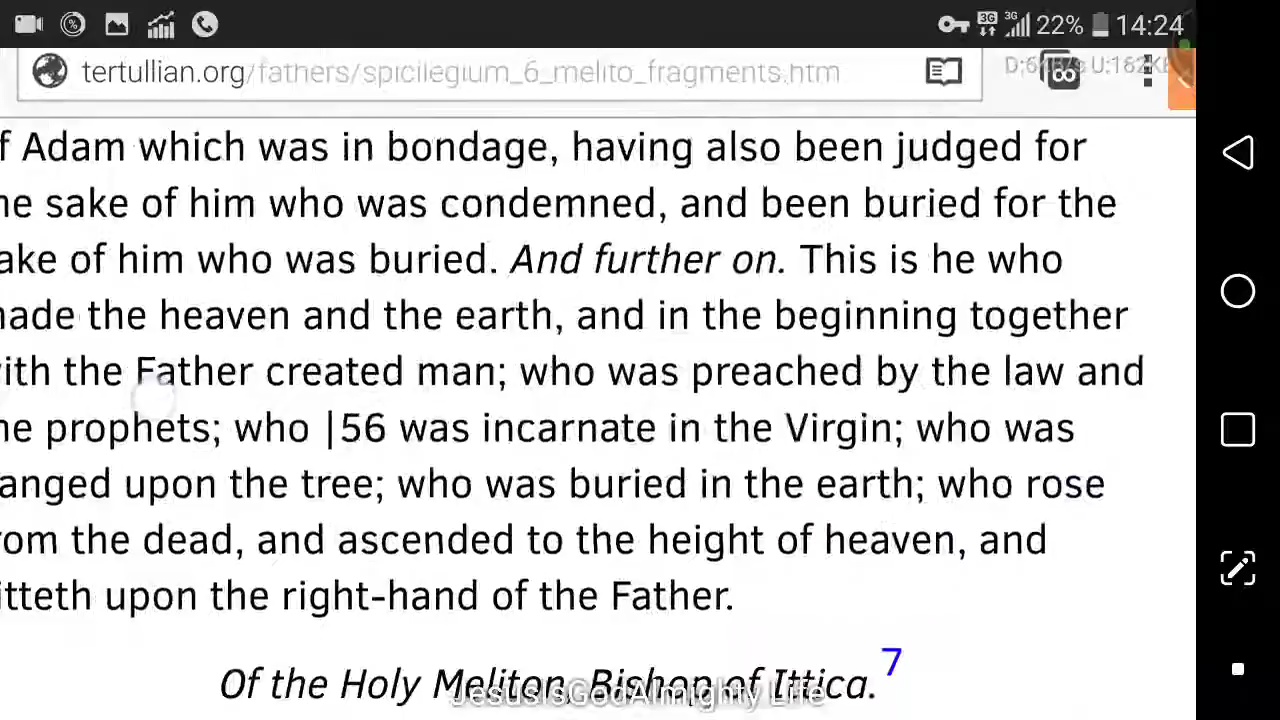 22% 14:24
tertullian.org/fathers/spicilegium_6_melito_fragments.htm
f Adam which was in bondage, having also been judged for
he sake of him who was condemned, and been buried for the
ake of him who was buried. And further on. This is he who
nade the heaven and the earth, and in the beginning together
ith the Father created man; who was preached by the law and
he prophets; who |56 was incarnate in the Virgin; who was
anged upon the tree; who was buried in the earth; who rose
rom the dead, and ascended to the height of heaven, and
itteth upon the right-hand of the Father.
Of the Holy Meliton, Bishop of Ittica.7
JesusIsGodAlmighty Life